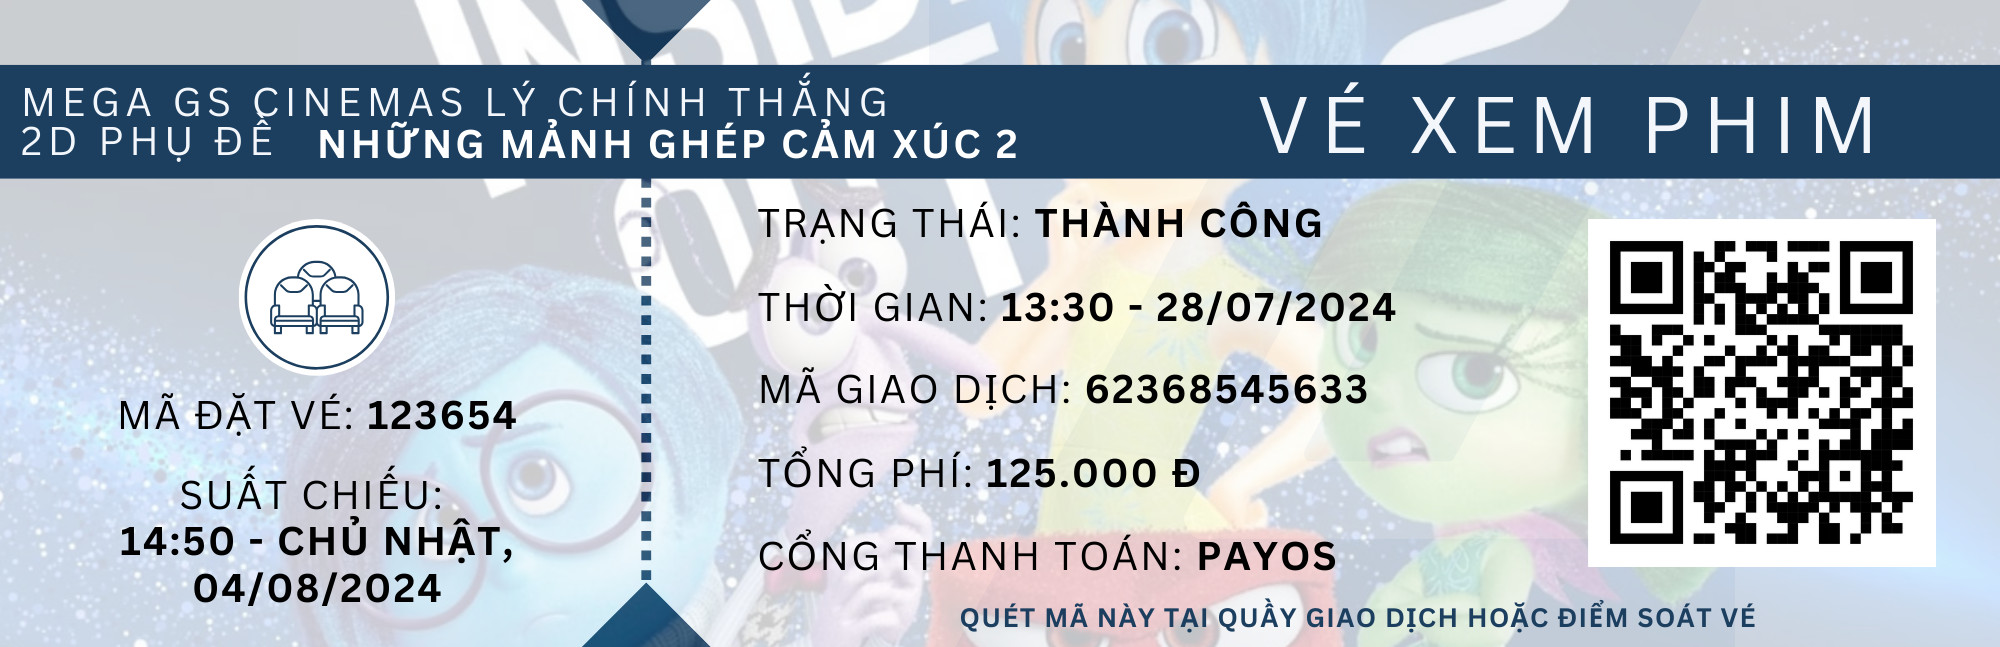 INSIDE
OUT 2
MEGA GS CINEMAS LÝ CHÍNH THẮNG
2D PHỤ ĐỀ NHỮNG MẢNH GHÉP CẢM XÚC 2
VÉ XEM PHIM
MÃ ĐẶT VÉ: 123654
SUẤT CHIẾU:
14:50 - CHỦ NHẬT,
04/08/2024
TRẠNG THÁI: THÀNH CÔNG
THỜI GIAN: 13:30 - 28/07/2024
MÃ GIAO DỊCH: 62368545633
TỔNG PHÍ: 125.000 Đ
CỔNG THANH TOÁN: PAYOS
QUÉT MÃ NÀY TẠI QUẦY GIAO DỊCH HOẶC ĐIỂM SOÁT VÉ